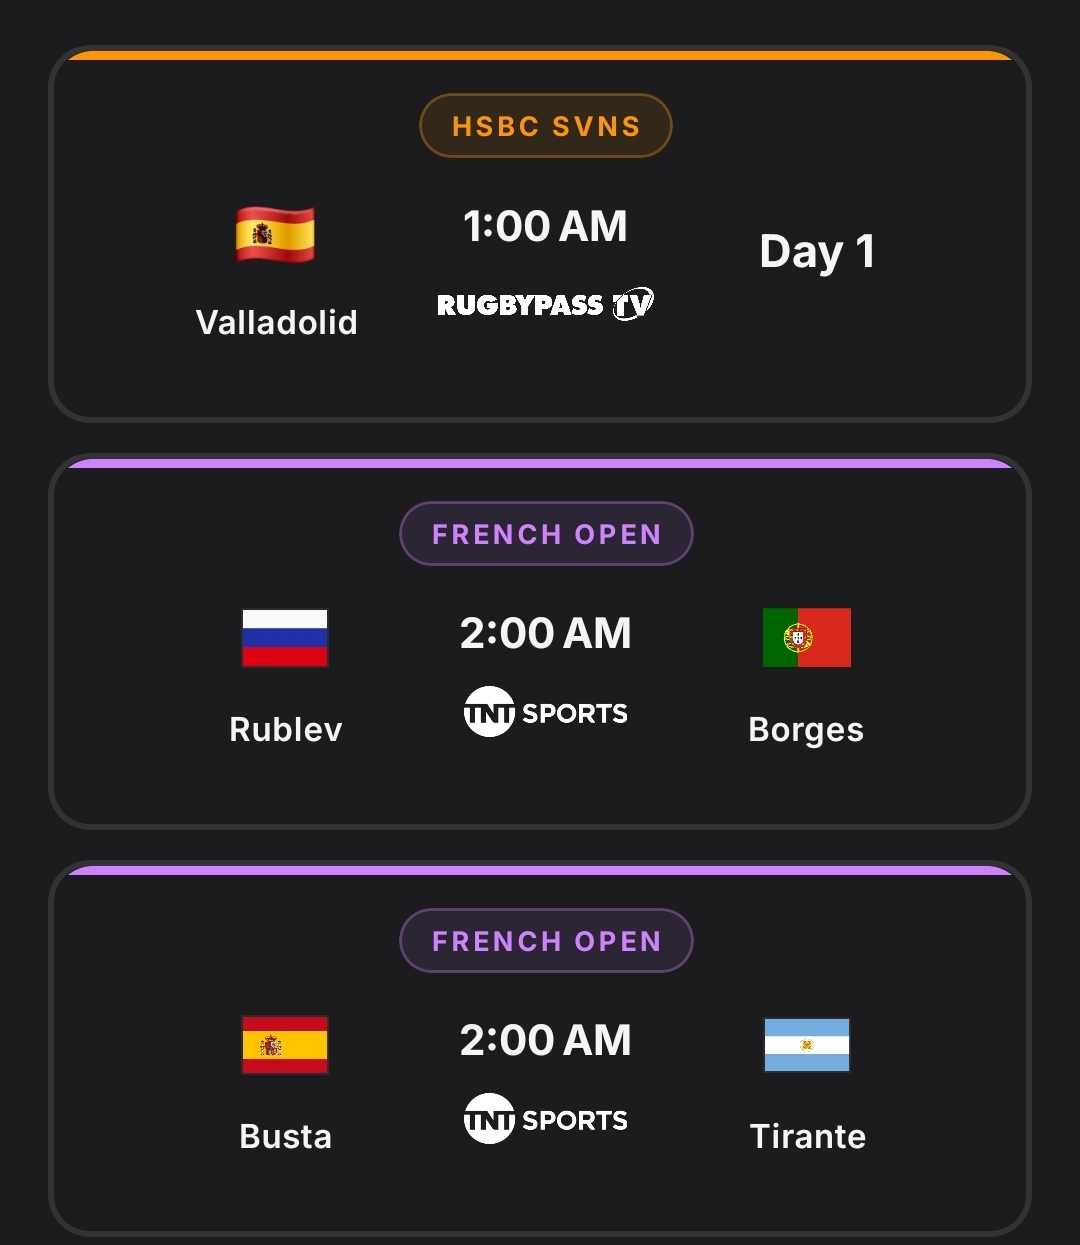 HSBC SVNS
1:00 AM
Day 1
RUGBYPASS TV
Valladolid
FRENCH OPEN
2:00 AM
TNT SPORTS
Rublev
Borges
FRENCH OPEN
2:00 AM
TNT SPORTS
Busta
Tirante